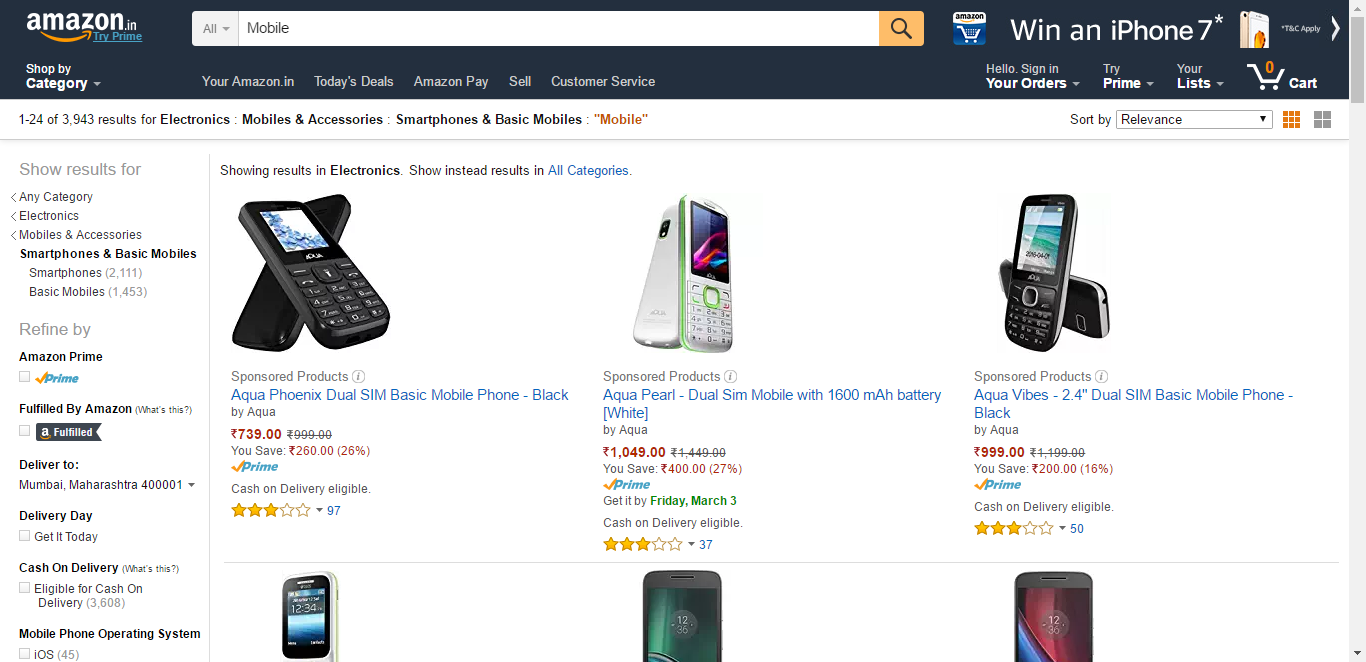 amazon.in
Try Prime
All
Mobile
amazon
Win an iPhone 7*
*T&C Apply
Shop by
Category
Your Amazon.in
Today's Deals
Amazon Pay
Sell
Customer Service
Hello. Sign in
Your Orders
Try
Prime
Your
Lists
0
Cart
1-24 of 3,943 results for Electronics : Mobiles & Accessories : Smartphones & Basic Mobiles : "Mobile"
Sort by Relevance
Show results for
Any Category
Electronics
Mobiles & Accessories
Smartphones & Basic Mobiles
Smartphones (2,111)
Basic Mobiles (1,453)
Refine by
Amazon Prime
Prime
Fulfilled By Amazon (What's this?)
a Fulfilled
Deliver to:
Mumbai, Maharashtra 400001
Delivery Day
Get It Today
Cash On Delivery (What's this?)
Eligible for Cash On
Delivery (3,608)
Mobile Phone Operating System
iOS (45)
Showing results in Electronics. Show instead results in All Categories.
Sponsored Products
Aqua Phoenix Dual SIM Basic Mobile Phone - Black
by Aqua
₹739.00 ₹999.00
You Save: ₹260.00 (26%)
Prime
Cash on Delivery eligible.
97
AQUA
Sponsored Products
Aqua Pearl - Dual Sim Mobile with 1600 mAh battery
[White]
by Aqua
₹1,049.00 ₹1,449.00
You Save: ₹400.00 (27%)
Prime
Get it by Friday, March 3
Cash on Delivery eligible.
37
2016-04-01
AQUA
Sponsored Products
Aqua Vibes - 2.4" Dual SIM Basic Mobile Phone -
Black
by Aqua
₹999.00 ₹1,199.00
You Save: ₹200.00 (16%)
Prime
Cash on Delivery eligible.
50
12:34
12
36
12
36